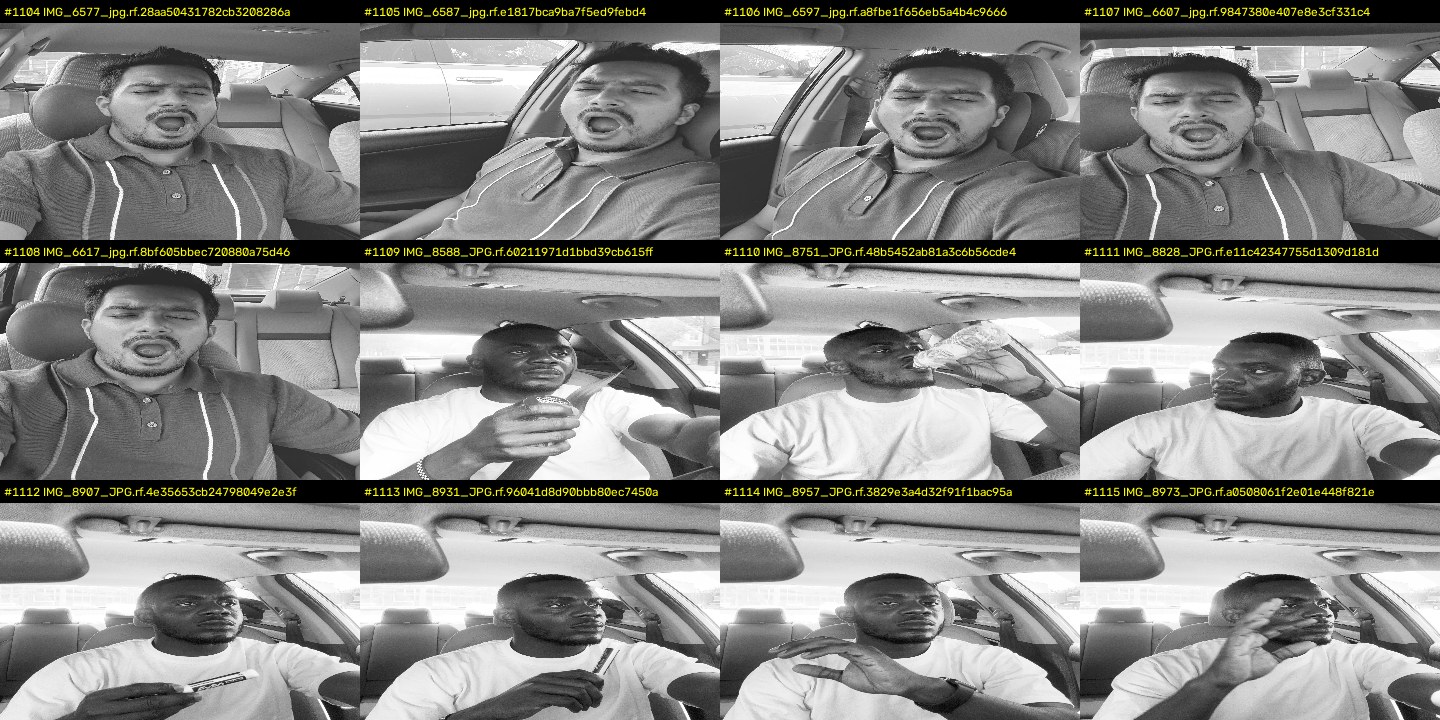 #1104 IMG_6577_jpg.rf.28aa50431782cb3208286a
#1105 IMG_6587_jpg.rf.e1817bca9ba7f5ed9febd4
#1106 IMG_6597_jpg.rf.a8fbe1f656eb5a4b4c9666
#1107 IMG_6607_jpg.rf.9847380e407e8e3cf331c4
#1108 IMG_6617_jpg.rf.8bf605bbec720880a75d46
#1109 IMG_8588_JPG.rf.60211971d1bbd39cb615ff
#1110 IMG_8751_JPG.rf.48b5452ab81a3c6b56cde4
#1111 IMG_8828_JPG.rf.e11c42347755d1309d181d
#1112 IMG_8907_JPG.rf.4e35653cb24798049e2e3f
#1113 IMG_8931_JPG.rf.96041d8d90bbb80ec7450a
#1114 IMG_8957_JPG.rf.3829e3a4d32f91f1bac95a
#1115 IMG_8973_JPG.rf.a0508061f2e01e448f821e